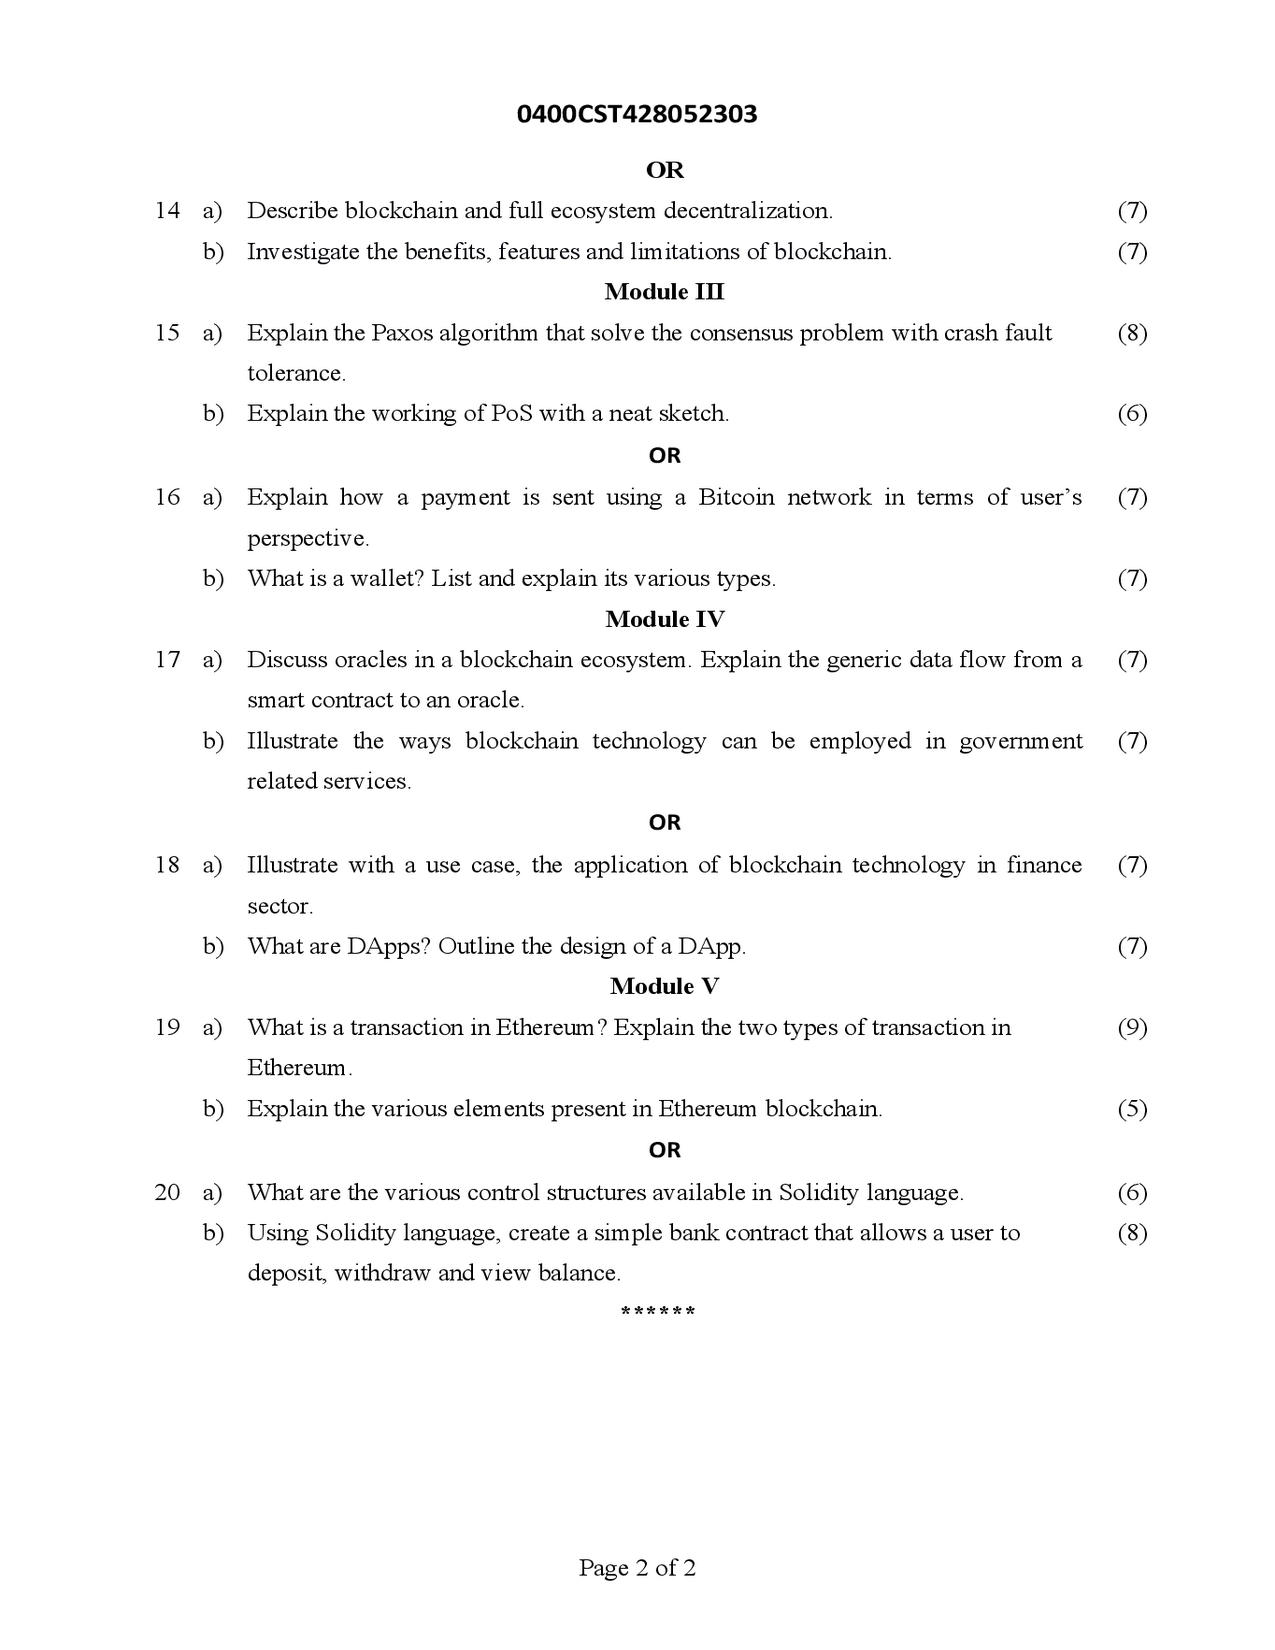 0400CST428052303
OR
14 a) Describe blockchain and full ecosystem decentralization. (7)
b) Investigate the benefits, features and limitations of blockchain. (7)
Module III
15 a) Explain the Paxos algorithm that solve the consensus problem with crash fault (8)
tolerance.
b) Explain the working of PoS with a neat sketch. (6)
OR
16 a) Explain how a payment is sent using a Bitcoin network in terms of user’s (7)
perspective.
b) What is a wallet? List and explain its various types. (7)
Module IV
17 a) Discuss oracles in a blockchain ecosystem. Explain the generic data flow from a (7)
smart contract to an oracle.
b) Illustrate the ways blockchain technology can be employed in government (7)
related services.
OR
18 a) Illustrate with a use case, the application of blockchain technology in finance (7)
sector.
b) What are DApps? Outline the design of a DApp. (7)
Module V
19 a) What is a transaction in Ethereum? Explain the two types of transaction in (9)
Ethereum.
b) Explain the various elements present in Ethereum blockchain. (5)
OR
20 a) What are the various control structures available in Solidity language. (6)
b) Using Solidity language, create a simple bank contract that allows a user to (8)
deposit, withdraw and view balance.
******
Page 2 of 2